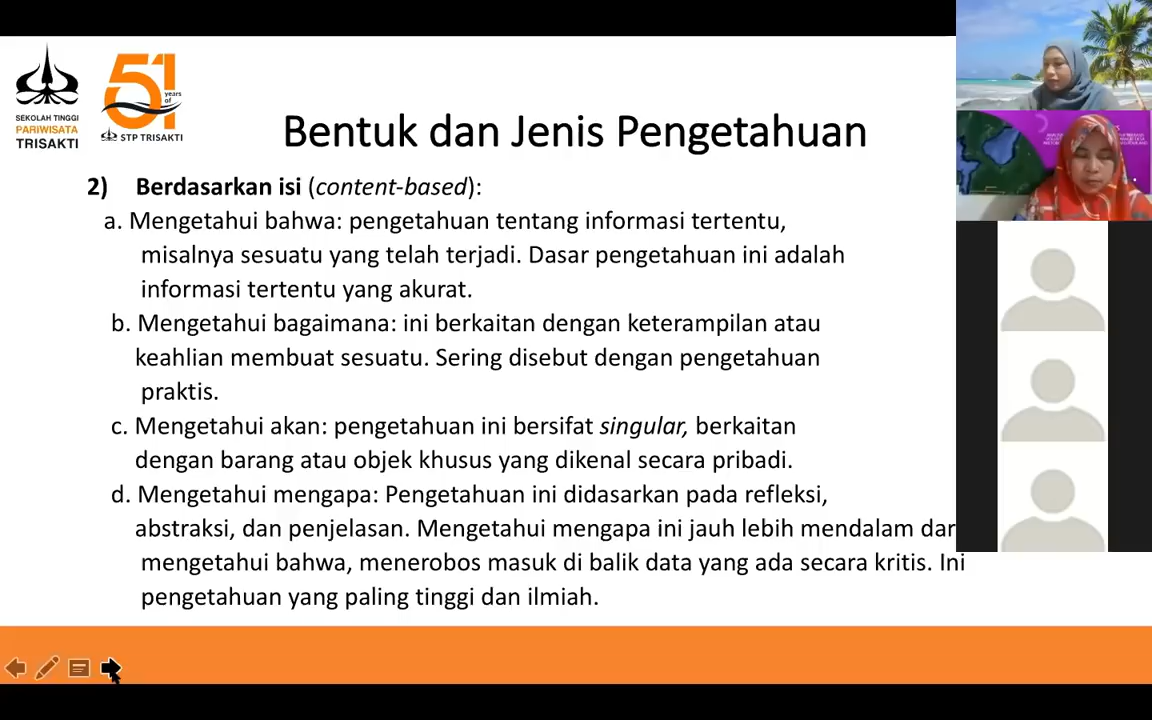 SEKOLAH TINGGI
PARIWISATA
TRISAKTI
51
years
of
STP TRISAKTI
Bentuk dan Jenis Pengetahuan
2) Berdasarkan isi (content-based):
a. Mengetahui bahwa: pengetahuan tentang informasi tertentu,
misalnya sesuatu yang telah terjadi. Dasar pengetahuan ini adalah
informasi tertentu yang akurat.
b. Mengetahui bagaimana: ini berkaitan dengan keterampilan atau
keahlian membuat sesuatu. Sering disebut dengan pengetahuan
praktis.
c. Mengetahui akan: pengetahuan ini bersifat singular, berkaitan
dengan barang atau objek khusus yang dikenal secara pribadi.
d. Mengetahui mengapa: Pengetahuan ini didasarkan pada refleksi,
abstraksi, dan penjelasan. Mengetahui mengapa ini jauh lebih mendalam dar
mengetahui bahwa, menerobos masuk di balik data yang ada secara kritis. Ini
pengetahuan yang paling tinggi dan ilmiah.